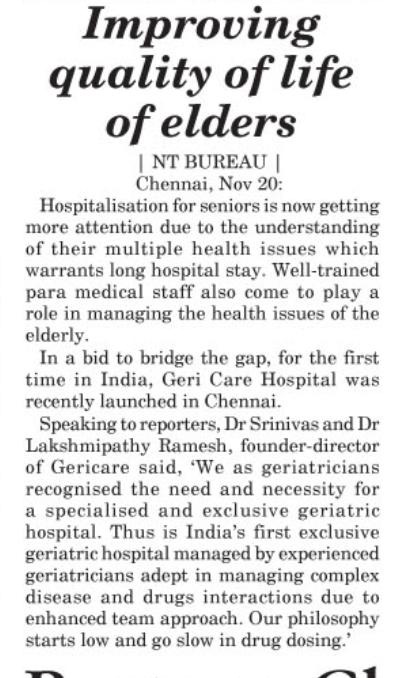 Improving
quality of life
of elders
| NT BUREAU |
Chennai, Nov 20:
Hospitalisation for seniors is now getting
more attention due to the understanding
of their multiple health issues which
warrants long hospital stay. Well-trained
para medical staff also come to play a
role in managing the health issues of the
elderly.
In a bid to bridge the gap, for the first
time in India, Geri Care Hospital was
recently launched in Chennai.
Speaking to reporters, Dr Srinivas and Dr
Lakshmipathy Ramesh, founder-director
of Gericare said, ‘We as geriatricians
recognised the need and necessity for
a specialised and exclusive geriatric
hospital. Thus is India’s first exclusive
geriatric hospital managed by experienced
geriatricians adept in managing complex
disease and drugs interactions due to
enhanced team approach. Our philosophy
starts low and go slow in drug dosing.’